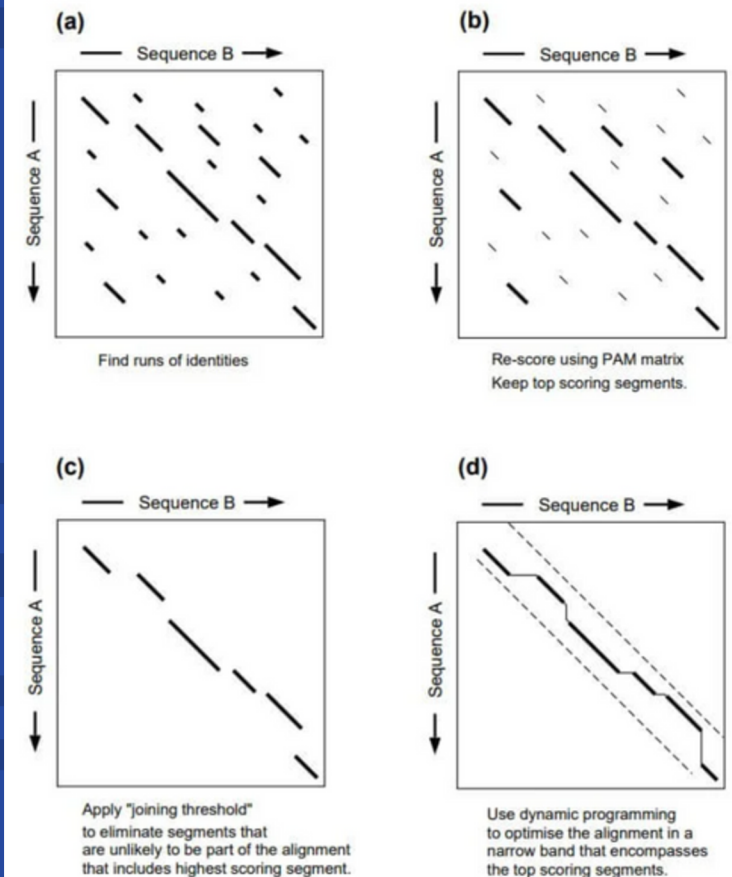 (a)
Sequence B
Sequence A
Find runs of identities
(b)
Sequence B
Sequence A
Re-score using PAM matrix
Keep top scoring segments.
(c)
Sequence B
Sequence A
Apply "joining threshold"
to eliminate segments that
are unlikely to be part of the alignment
that includes highest scoring segment.
(d)
Sequence B
Sequence A
Use dynamic programming
to optimise the alignment in a
narrow band that encompasses
the top scoring segments.